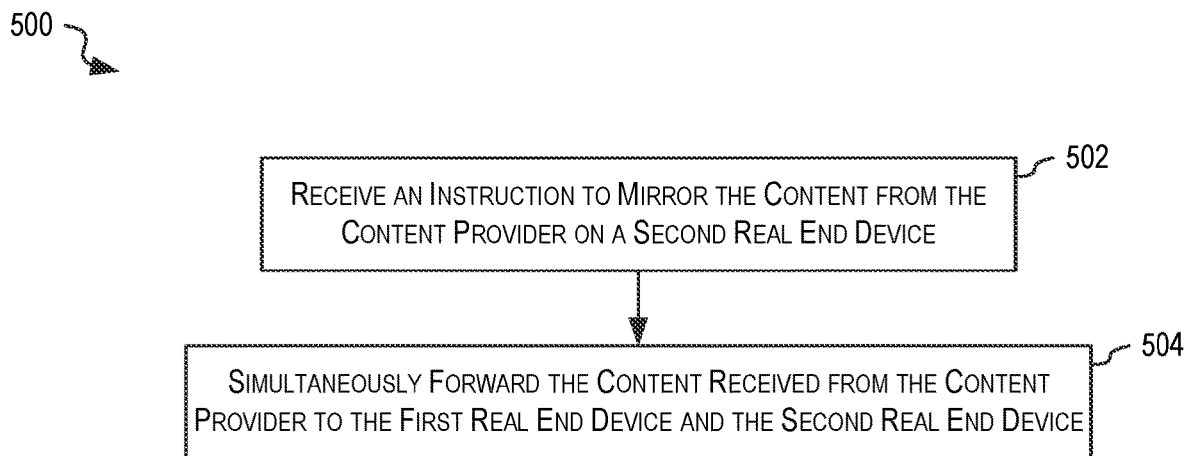 500
502
RECEIVE AN INSTRUCTION TO MIRROR THE CONTENT FROM THE
CONTENT PROVIDER ON A SECOND REAL END DEVICE
504
SIMULTANEOUSLY FORWARD THE CONTENT RECEIVED FROM THE CONTENT
PROVIDER TO THE FIRST REAL END DEVICE AND THE SECOND REAL END DEVICE